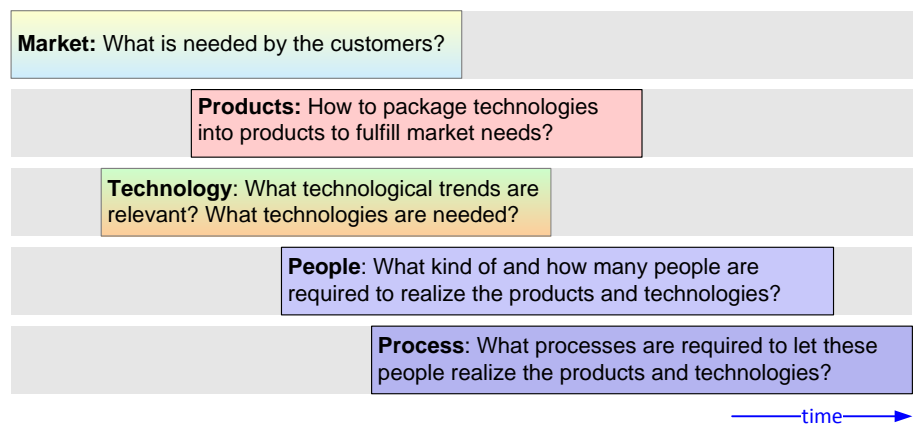 Market: What is needed by the customers?
Products: How to package technologies
into products to fulfill market needs?
Technology: What technological trends are
relevant? What technologies are needed?
People: What kind of and how many people are
required to realize the products and technologies?
Process: What processes are required to let these
people realize the products and technologies?
time